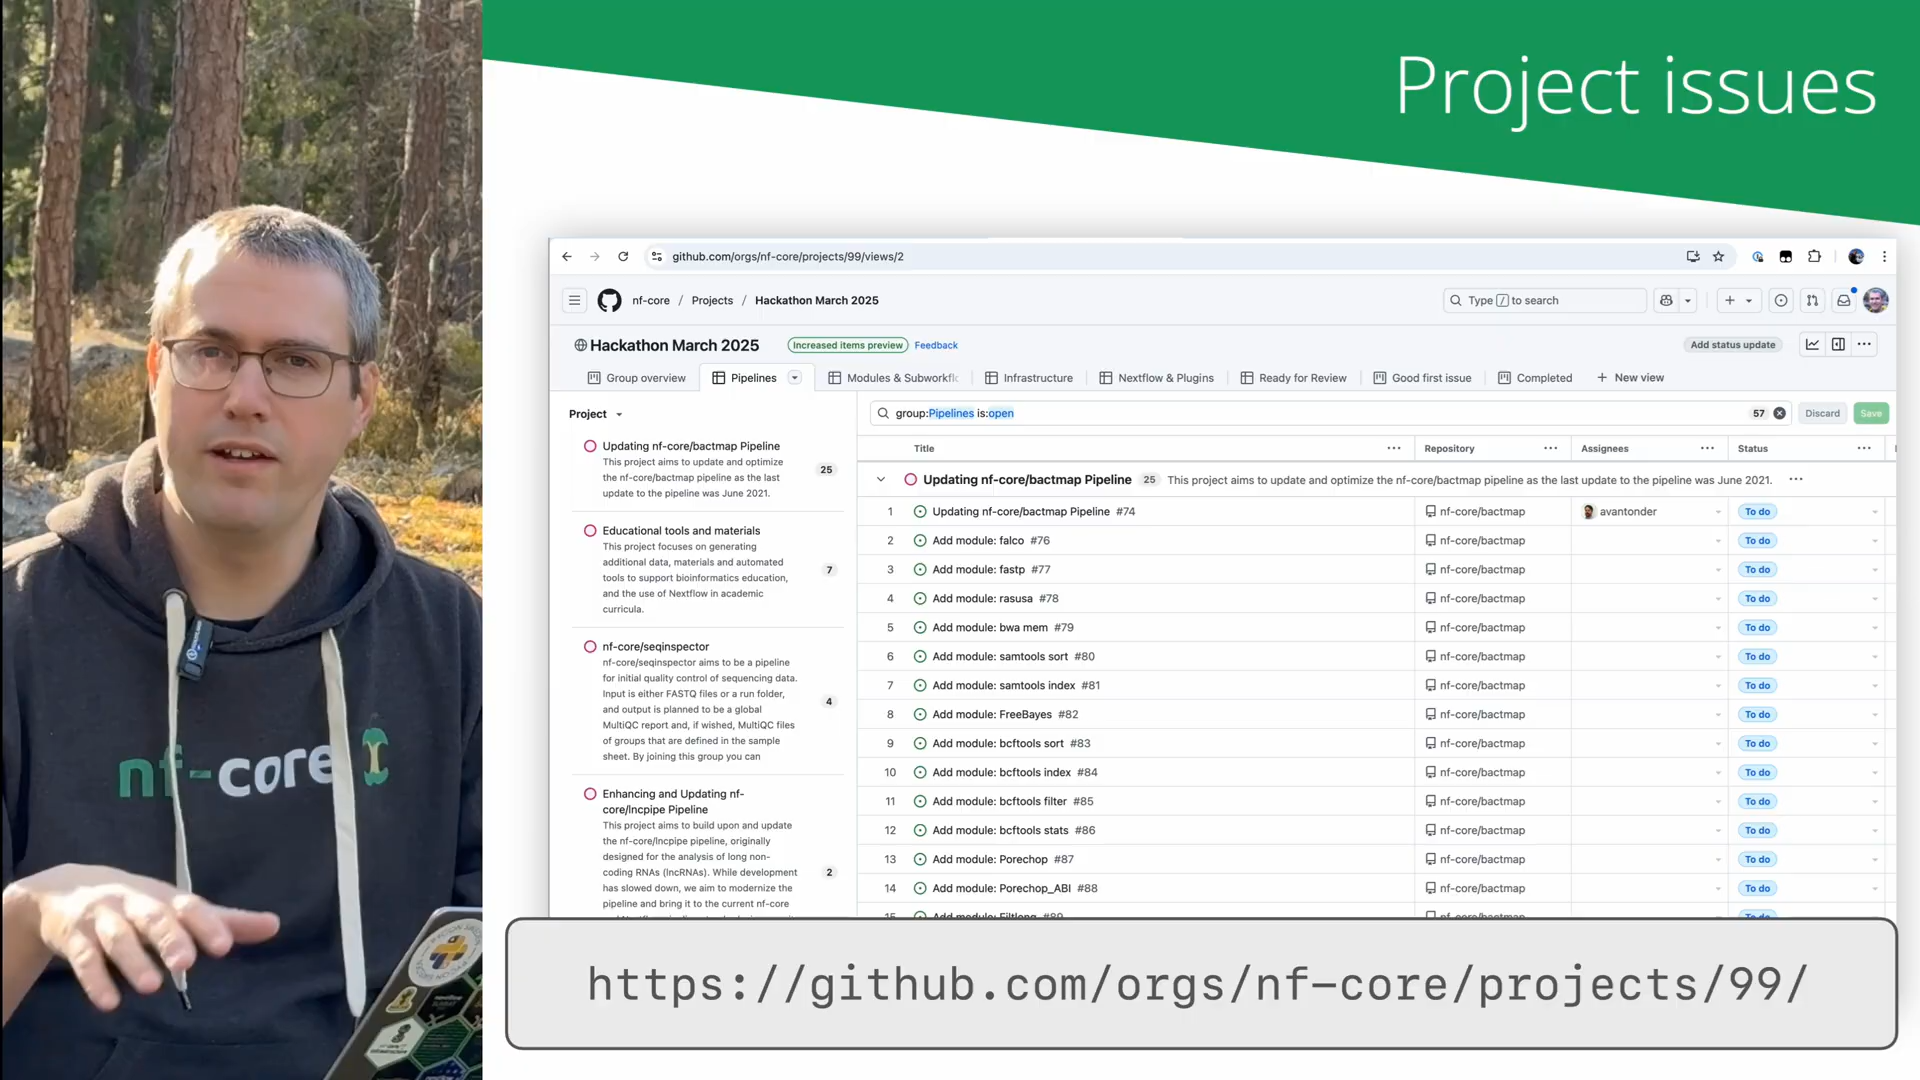 Project issues
github.com/orgs/nf-core/projects/99/views/2
nf-core / Projects / Hackathon March 2025
Type / to search
Hackathon March 2025
Increased items preview
Feedback
Add status update
Group overview
Pipelines
Modules & Subworkfl
Infrastructure
Nextflow & Plugins
Ready for Review
Good first issue
Completed
New view
Project
group:Pipelines is:open
57
Discard
Save
Updating nf-core/bactmap Pipeline
This project aims to update and optimize
the nf-core/bactmap pipeline as the last
update to the pipeline was June 2021.
25
Educational tools and materials
This project focuses on generating
additional data, materials and automated
tools to support bioinformatics education,
and the use of Nextflow in academic
curricula.
7
nf-core/seqinspector
nf-core/seqinspector aims to be a pipeline
for initial quality control of sequencing data.
Input is either FASTQ files or a run folder,
and output is planned to be a global
MultiQC report and, if wished, MultiQC files
of groups that are defined in the sample
sheet. By joining this group you can
4
Enhancing and Updating nf-
core/lncpipe Pipeline
This project aims to build upon and update
the nf-core/lncpipe pipeline, originally
designed for the analysis of long non-
coding RNAs (lncRNAs). While development
has slowed down, we aim to modernize the
pipeline and bring it to the current nf-core
2
Title Repository Assignees Status
Updating nf-core/bactmap Pipeline 25 This project aims to update and optimize the nf-core/bactmap pipeline as the last update to the pipeline was June 2021.
1 Updating nf-core/bactmap Pipeline #74 nf-core/bactmap avantonder To do
2 Add module: falco #76 nf-core/bactmap To do
3 Add module: fastp #77 nf-core/bactmap To do
4 Add module: rasusa #78 nf-core/bactmap To do
5 Add module: bwa mem #79 nf-core/bactmap To do
6 Add module: samtools sort #80 nf-core/bactmap To do
7 Add module: samtools index #81 nf-core/bactmap To do
8 Add module: FreeBayes #82 nf-core/bactmap To do
9 Add module: bcftools sort #83 nf-core/bactmap To do
10 Add module: bcftools index #84 nf-core/bactmap To do
11 Add module: bcftools filter #85 nf-core/bactmap To do
12 Add module: bcftools stats #86 nf-core/bactmap To do
13 Add module: Porechop #87 nf-core/bactmap To do
14 Add module: Porechop_ABI #88 nf-core/bactmap To do
15 Add module: Filtlong #89 nf-core/bactmap To do
https://github.com/orgs/nf-core/projects/99/
nf-core